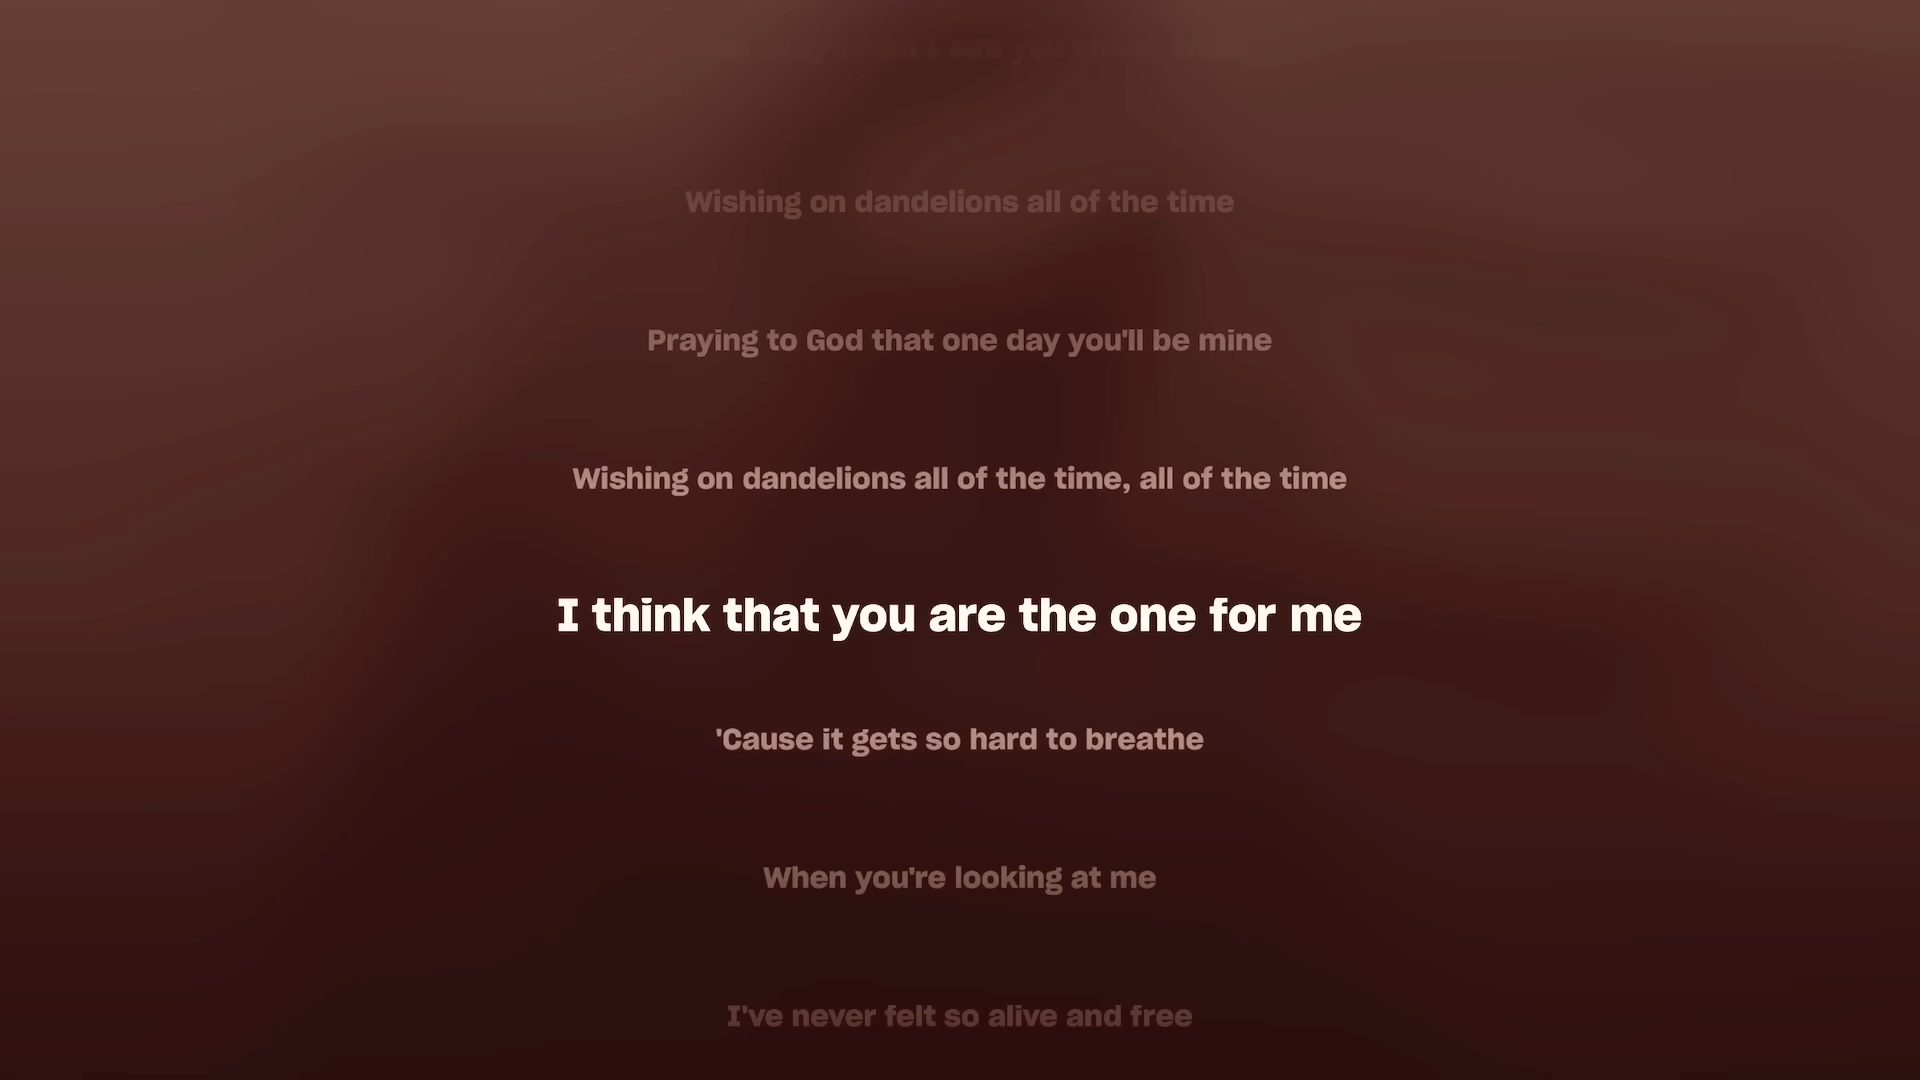 Wishing on dandelions all of the time
Praying to God that one day you'll be mine
Wishing on dandelions all of the time, all of the time
I think that you are the one for me
'Cause it gets so hard to breathe
When you're looking at me
I've never felt so alive and free